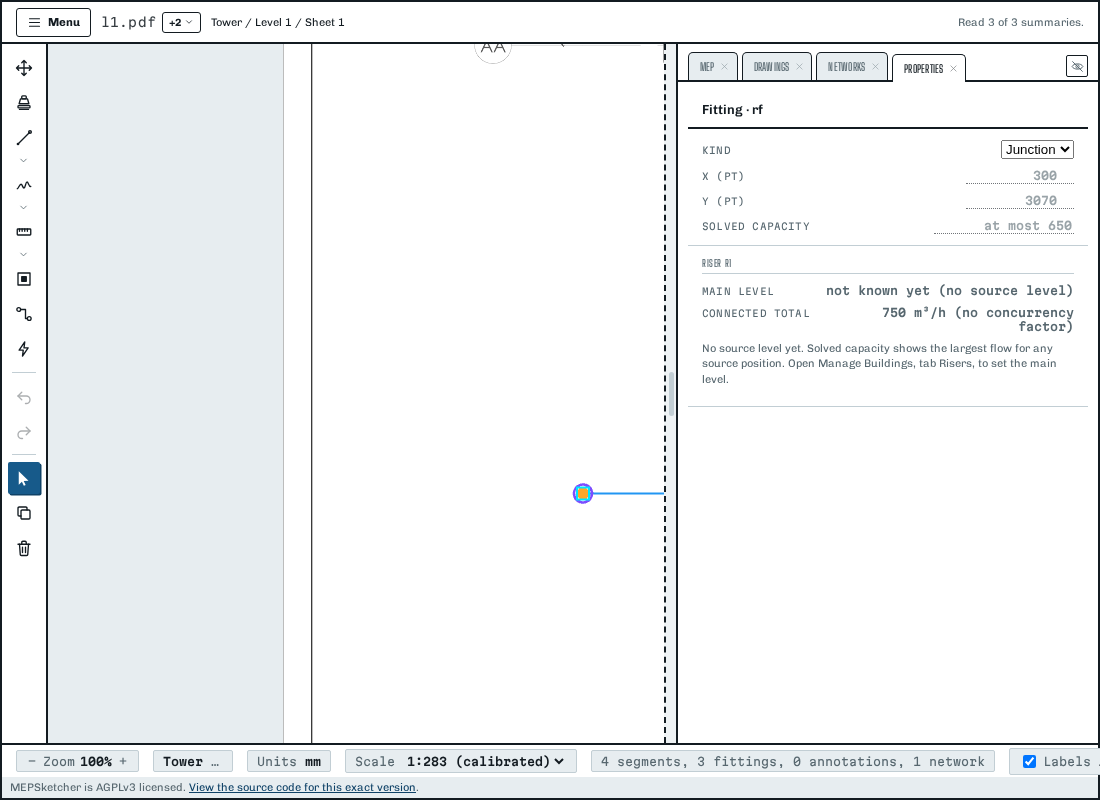 Menu
l1.pdf
+2
Tower / Level 1 / Sheet 1
Read 3 of 3 summaries.
AA
MEP
DRAWINGS
NETWORKS
PROPERTIES
Fitting · rf
KIND
Junction
X (PT)
300
Y (PT)
3070
SOLVED CAPACITY
at most 650
RISER R1
MAIN LEVEL
not known yet (no source level)
CONNECTED TOTAL
750 m³/h (no concurrency
factor)
No source level yet. Solved capacity shows the largest flow for any
source position. Open Manage Buildings, tab Risers, to set the main
level.
− Zoom 100% +
Tower …
Units mm
Scale 1:283 (calibrated)
4 segments, 3 fittings, 0 annotations, 1 network
Labels
MEPSketcher is AGPLv3 licensed. View the source code for this exact version.